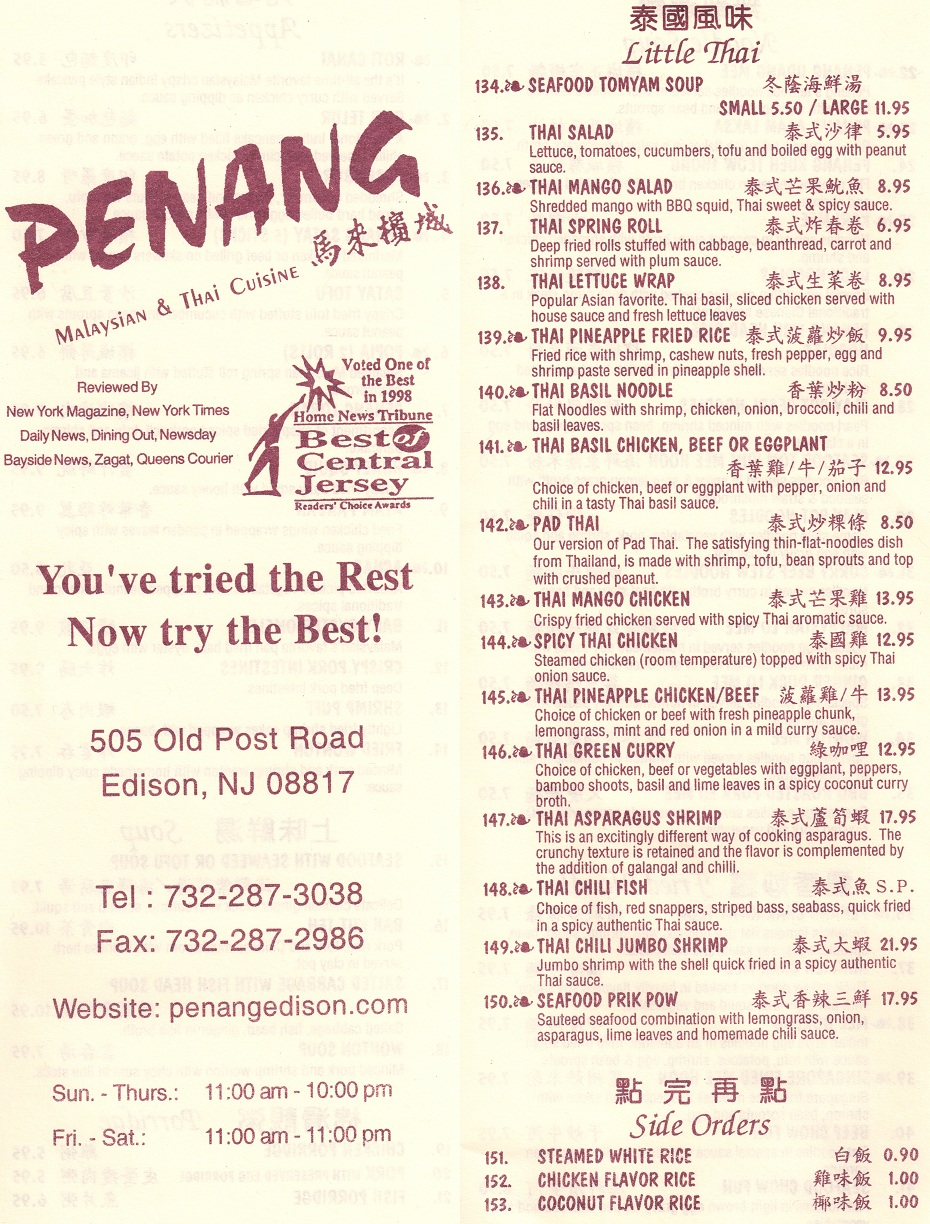 PENANG
馬來檳城
Malaysian & Thai Cuisine
Reviewed By
New York Magazine, New York Times
Daily News, Dining Out, Newsday
Bayside News, Zagat, Queens Courier
Voted One of
the Best
in 1998
Home News Tribune
Best of
Central
Jersey
Readers' Choice Awards
You've tried the Rest
Now try the Best!
505 Old Post Road
Edison, NJ 08817
Tel : 732-287-3038
Fax: 732-287-2986
Website: penangedison.com
Sun. - Thurs.: 11:00 am - 10:00 pm
Fri. - Sat.: 11:00 am - 11:00 pm
泰國風味
Little Thai
134. SEAFOOD TOMYAM SOUP 冬蔭海鮮湯
SMALL 5.50 / LARGE 11.95
135. THAI SALAD 泰式沙律 5.95
Lettuce, tomatoes, cucumbers, tofu and boiled egg with peanut
sauce.
136. THAI MANGO SALAD 泰式芒果魷魚 8.95
Shredded mango with BBQ squid, Thai sweet & spicy sauce.
137. THAI SPRING ROLL 泰式炸春卷 6.95
Deep fried rolls stuffed with cabbage, beanthread, carrot and
shrimp served with plum sauce.
138. THAI LETTUCE WRAP 泰式生菜卷 8.95
Popular Asian favorite. Thai basil, sliced chicken served with
house sauce and fresh lettuce leaves
139. THAI PINEAPPLE FRIED RICE 泰式菠蘿炒飯 9.95
Fried rice with shrimp, cashew nuts, fresh pepper, egg and
shrimp paste served in pineapple shell.
140. THAI BASIL NOODLE 香葉炒粉 8.50
Flat Noodles with shrimp, chicken, onion, broccoli, chili and
basil leaves.
141. THAI BASIL CHICKEN, BEEF OR EGGPLANT
香葉雞/牛/茄子 12.95
Choice of chicken, beef or eggplant with pepper, onion and
chili in a tasty Thai basil sauce.
142. PAD THAI 泰式炒粿條 8.50
Our version of Pad Thai. The satisfying thin-flat-noodles dish
from Thailand, is made with shrimp, tofu, bean sprouts and top
with crushed peanut.
143. THAI MANGO CHICKEN 泰式芒果雞 13.95
Crispy fried chicken served with spicy Thai aromatic sauce.
144. SPICY THAI CHICKEN 泰國雞 12.95
Steamed chicken (room temperature) topped with spicy Thai
onion sauce.
145. THAI PINEAPPLE CHICKEN/BEEF 菠蘿雞/牛 13.95
Choice of chicken or beef with fresh pineapple chunk,
lemongrass, mint and red onion in a mild curry sauce.
146. THAI GREEN CURRY 綠咖哩 12.95
Choice of chicken, beef or vegetables with eggplant, peppers,
bamboo shoots, basil and lime leaves in a spicy coconut curry
broth.
147. THAI ASPARAGUS SHRIMP 泰式蘆筍蝦 17.95
This is an excitingly different way of cooking asparagus. The
crunchy texture is retained and the flavor is complemented by
the addition of galangal and chilli.
148. THAI CHILI FISH 泰式魚 S.P.
Choice of fish, red snappers, striped bass, seabass, quick fried
in a spicy authentic Thai sauce.
149. THAI CHILI JUMBO SHRIMP 泰式大蝦 21.95
Jumbo shrimp with the shell quick fried in a spicy authentic
Thai sauce.
150. SEAFOOD PRIK POW 泰式香辣三鮮 17.95
Sauteed seafood combination with lemongrass, onion,
asparagus, lime leaves and homemade chili sauce.
點完再點
Side Orders
151. STEAMED WHITE RICE 白飯 0.90
152. CHICKEN FLAVOR RICE 雞味飯 1.00
153. COCONUT FLAVOR RICE 椰味飯 1.00